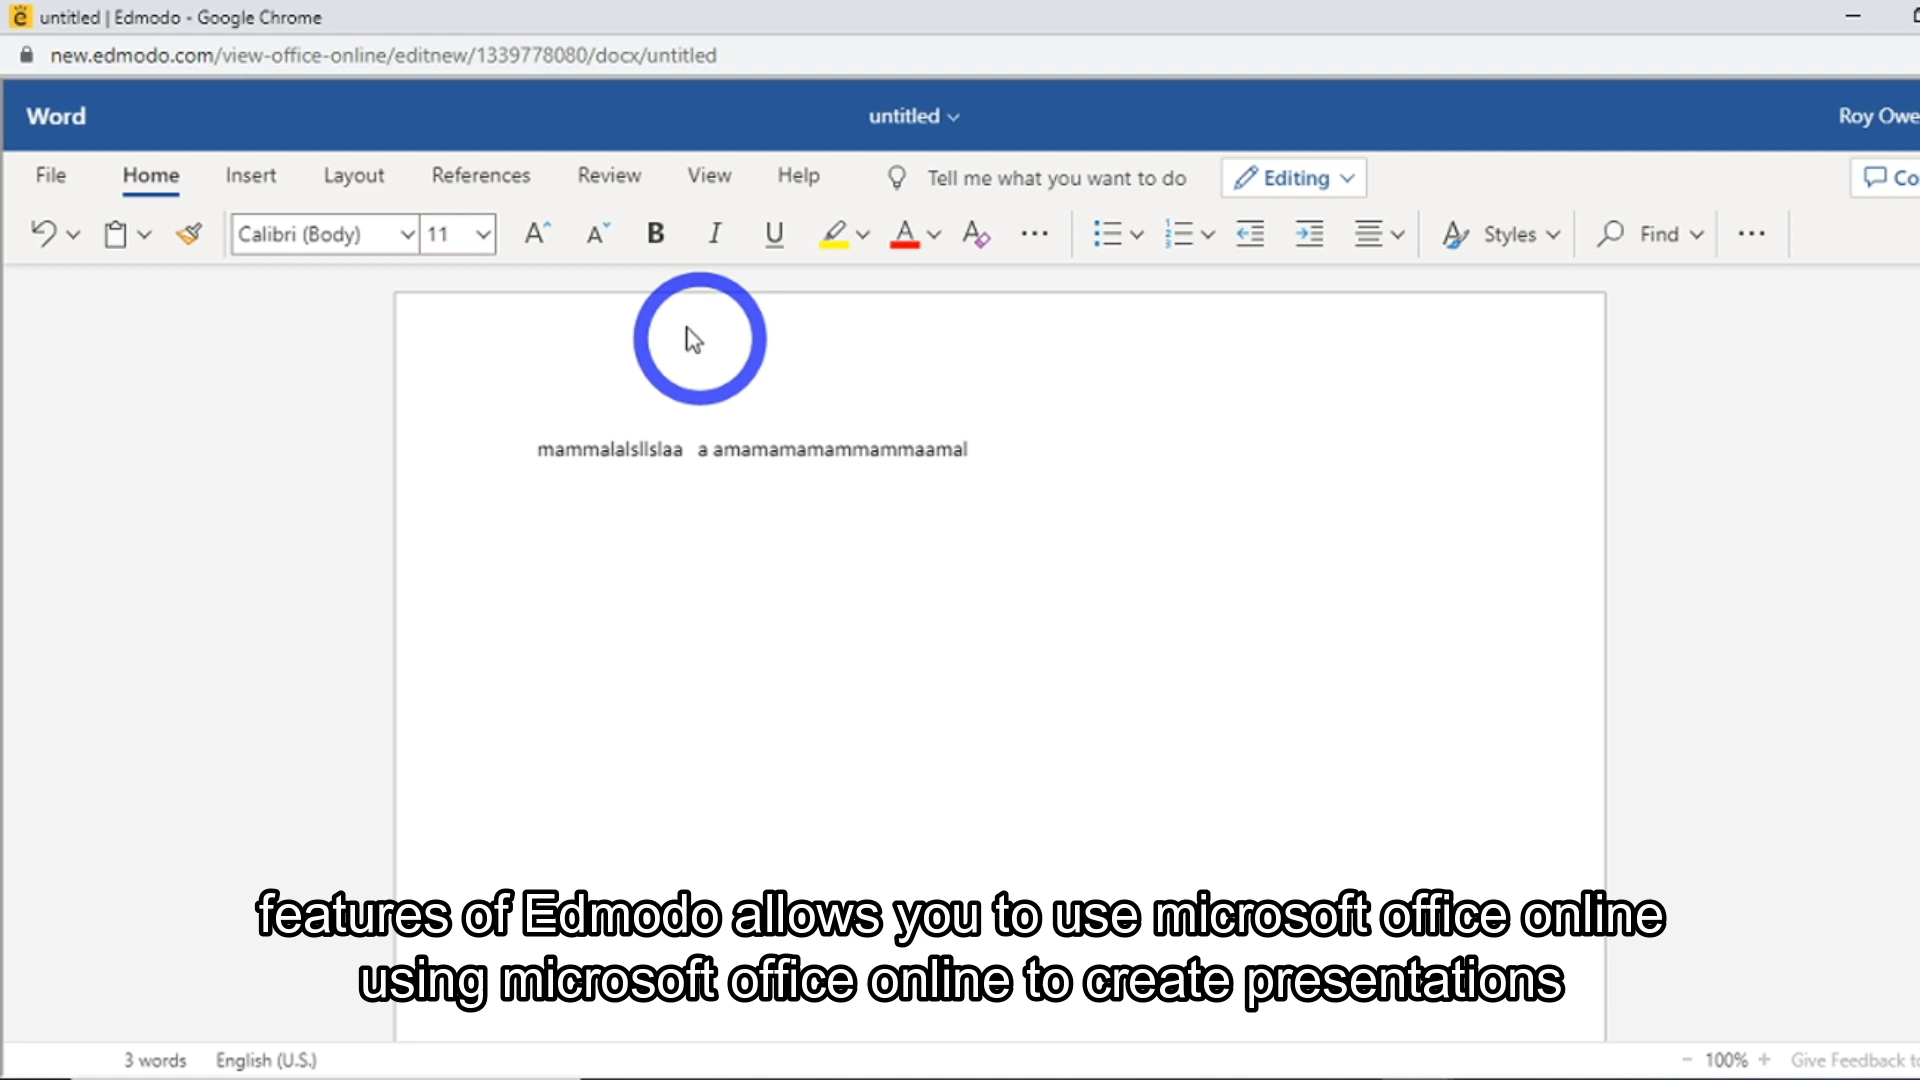 untitled | Edmodo - Google Chrome
new.edmodo.com/view-office-online/editnew/1339778080/docx/untitled
Word untitled Roy Owe
File Home Insert Layout References Review View Help Tell me what you want to do Editing Co
Calibri (Body) 11 A A B I U A A Styles Find
mammalalsllslaa a amamamamammammaamal
features of Edmodo allows you to use microsoft office online
using microsoft office online to create presentations
3 words English (U.S.) - 100% + Give Feedback to